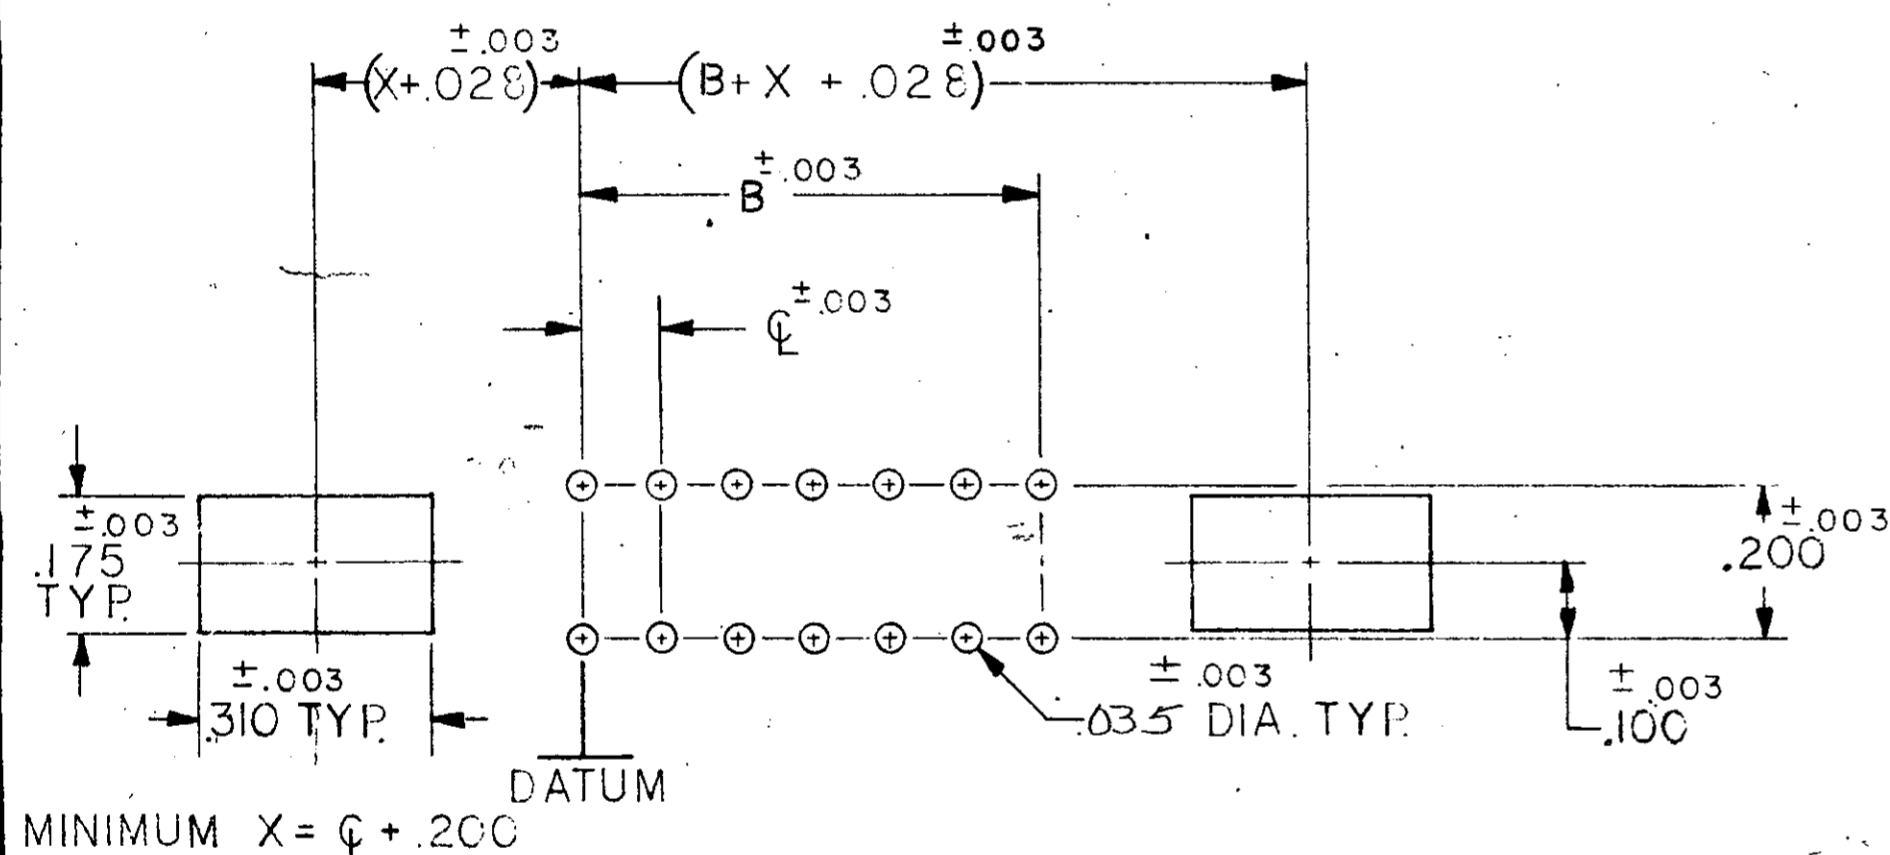 ±.003
(X+.028)
±.003
(B+ X + .028)
±.003
B
±.003
℄
±.003
.175
TYP.
±.003
.310 TYP.
DATUM
±.003
.035 DIA. TYP.
±.003
.200
±.003
.100
MINIMUM X = ℄ + .200